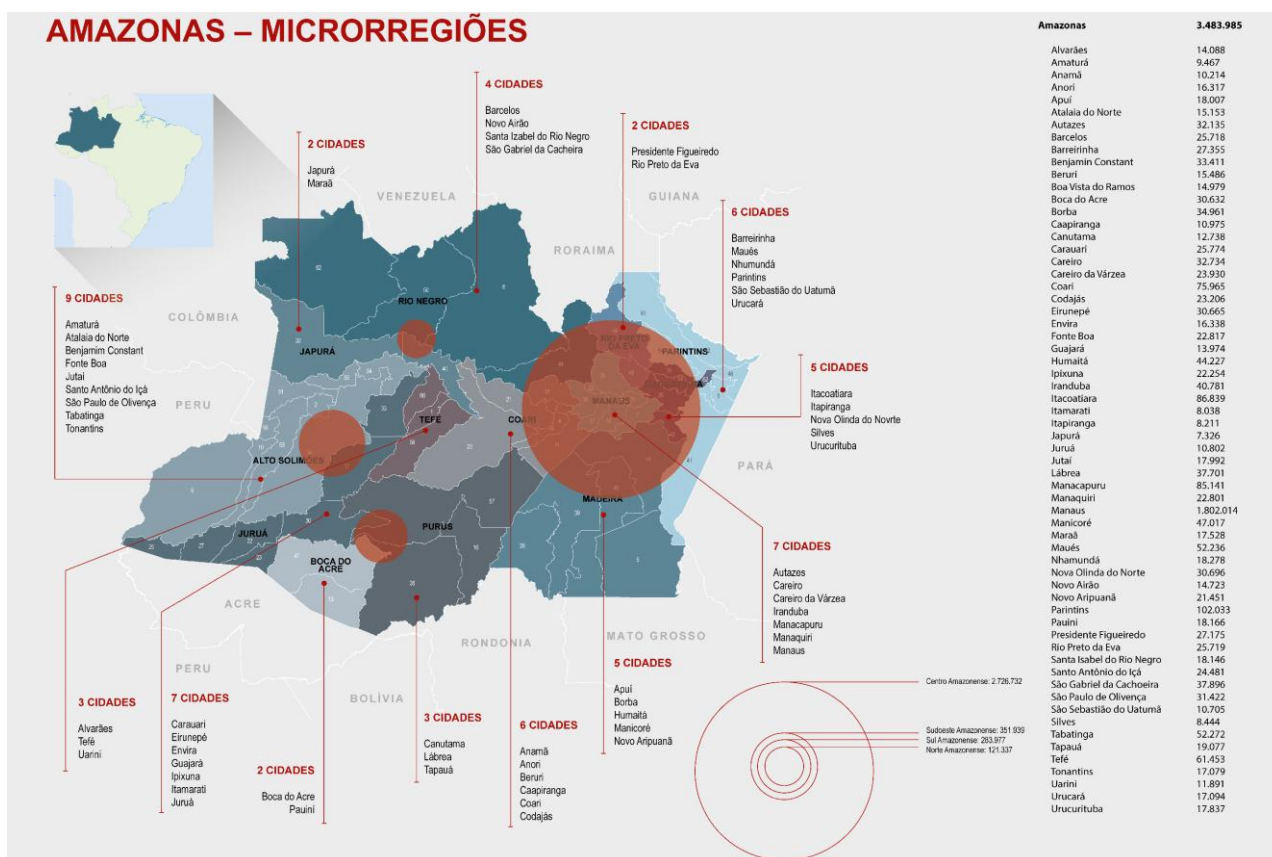 AMAZONAS – MICRORREGIÕES
4 CIDADES
Barcelos
Novo Airão
Santa Izabel do Rio Negro
São Gabriel da Cacheira
2 CIDADES
Japurá
Maraã
2 CIDADES
Presidente Figueiredo
Rio Preto da Eva
6 CIDADES
Barreirinha
Maués
Nhumundá
Parintins
São Sebastião do Uatumã
Urucará
9 CIDADES
Amaturá
Atalaia do Norte
Benjamim Constant
Fonte Boa
Jutaí
Santo Antônio do Içá
São Paulo de Olivença
Tabatinga
Tonantins
5 CIDADES
Itacoatiara
Itapiranga
Nova Olinda do Novrte
Silves
Urucurituba
VENEZUELA
GUIANA
RORAIMA
COLÔMBIA
PERU
PARÁ
ACRE
PERU
BOLÍVIA
RONDONIA
MATO GROSSO
RIO NEGRO
JAPURÁ
RIO PRETO
DA EVA
PARINTINS
MANAUS
TEFÉ
COARI
ALTO SOLIMÕES
MADEIRA
JURUÁ
PURUS
BOCA DO
ACRE
7 CIDADES
Autazes
Careiro
Careiro da Várzea
Iranduba
Manacapuru
Manaquiri
Manaus
3 CIDADES
Alvarães
Tefé
Uarini
7 CIDADES
Carauari
Eirunepé
Envira
Guajará
Ipixuna
Itamarati
Juruá
2 CIDADES
Boca do Acre
Pauini
3 CIDADES
Canutama
Lábrea
Tapauá
6 CIDADES
Anamã
Anori
Beruri
Caapiranga
Coari
Codajás
5 CIDADES
Apuí
Borba
Humaitá
Manicoré
Novo Aripuanã
Centro Amazonense: 2.726.732
Sudoeste Amazonense: 351.939
Sul Amazonense: 283.977
Norte Amazonense: 121.337
Amazonas 3.483.985
Alvarães 14.088
Amaturá 9.467
Anamã 10.214
Anori 16.317
Apuí 18.007
Atalaia do Norte 15.153
Autazes 32.135
Barcelos 25.718
Barreirinha 27.355
Benjamin Constant 33.411
Beruri 15.486
Boa Vista do Ramos 14.979
Boca do Acre 30.632
Borba 34.961
Caapiranga 10.975
Canutama 12.738
Carauari 25.774
Careiro 32.734
Careiro da Várzea 23.930
Coari 75.965
Codajás 23.206
Eirunepé 30.665
Envira 16.338
Fonte Boa 22.817
Guajará 13.974
Humaitá 44.227
Ipixuna 22.254
Iranduba 40.781
Itacoatiara 86.839
Itamarati 8.038
Itapiranga 8.211
Japurá 7.326
Juruá 10.802
Jutaí 17.992
Lábrea 37.701
Manacapuru 85.141
Manaquiri 22.801
Manaus 1.802.014
Manicoré 47.017
Maraã 17.528
Maués 52.236
Nhamundá 18.278
Nova Olinda do Norte 30.696
Novo Airão 14.723
Novo Aripuanã 21.451
Parintins 102.033
Pauini 18.166
Presidente Figueiredo 27.175
Rio Preto da Eva 25.719
Santa Isabel do Rio Negro 18.146
Santo Antônio do Içá 24.481
São Gabriel da Cachoeira 37.896
São Paulo de Olivença 31.422
São Sebastião do Uatumã 10.705
Silves 8.444
Tabatinga 52.272
Tapauá 19.077
Tefé 61.453
Tonantins 17.079
Uarini 11.891
Urucará 17.094
Urucurituba 17.837